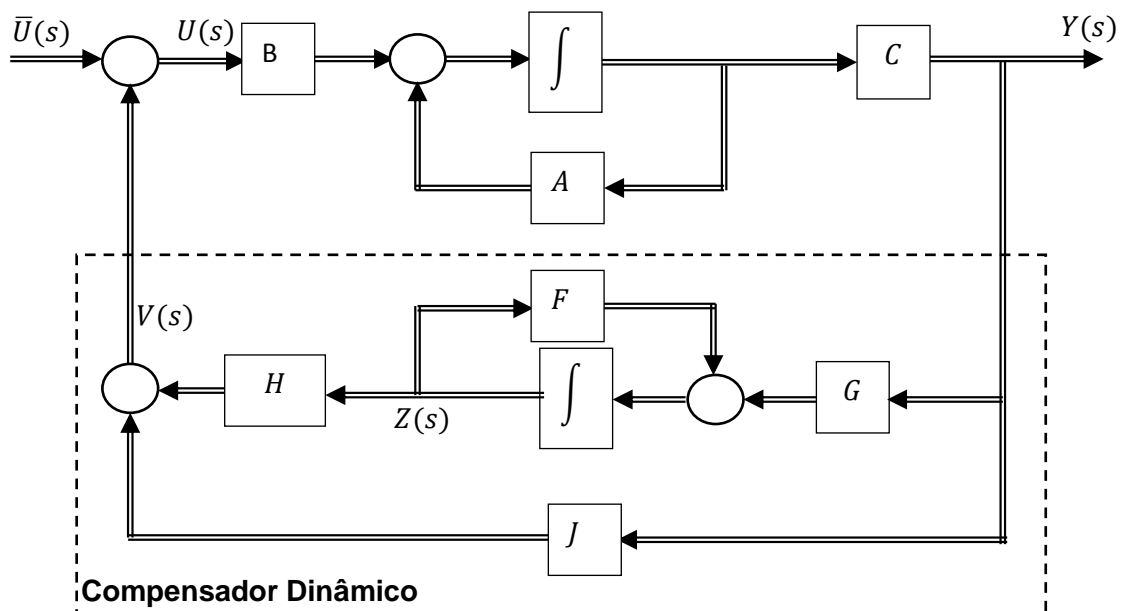 Ū(s)
U(s)
B
∫
C
Y(s)
A
F
V(s)
H
Z(s)
∫
G
J
Compensador Dinâmico